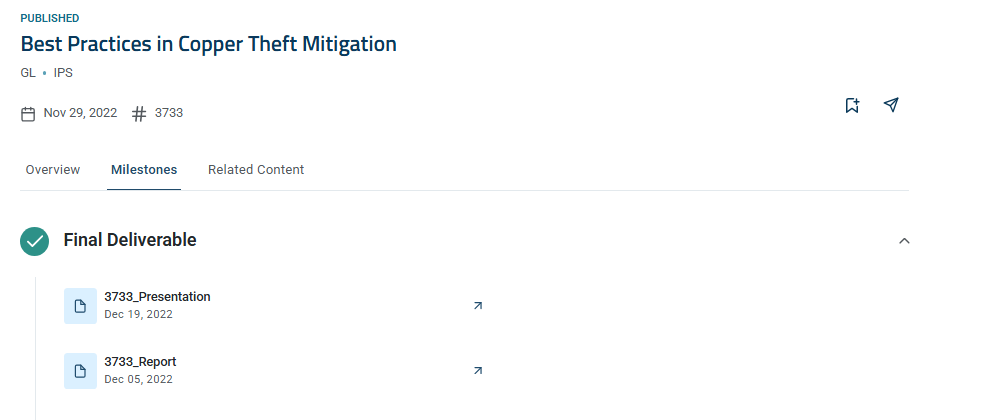 PUBLISHED
Best Practices in Copper Theft Mitigation
GL • IPS
Nov 29, 2022 # 3733
Overview Milestones Related Content
Final Deliverable
3733_Presentation
Dec 19, 2022
3733_Report
Dec 05, 2022